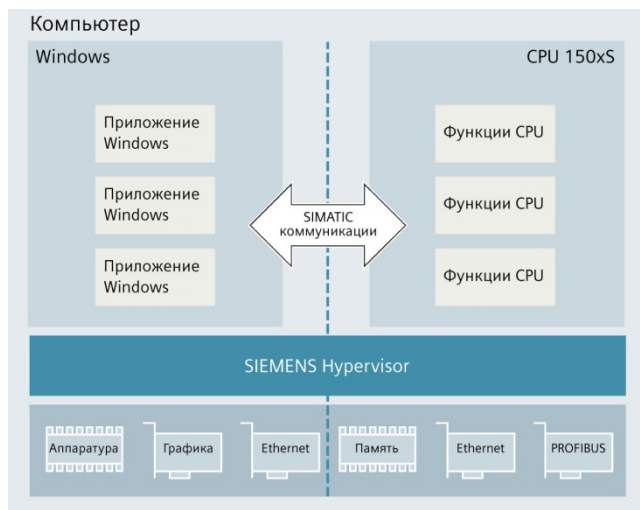 Компьютер
Windows
CPU 150xS
Приложение
Windows
Функции CPU
Приложение
Windows
SIMATIC
коммуникации
Функции CPU
Приложение
Windows
Функции CPU
SIEMENS Hypervisor
Аппаратура
Графика
Ethernet
Память
Ethernet
PROFIBUS